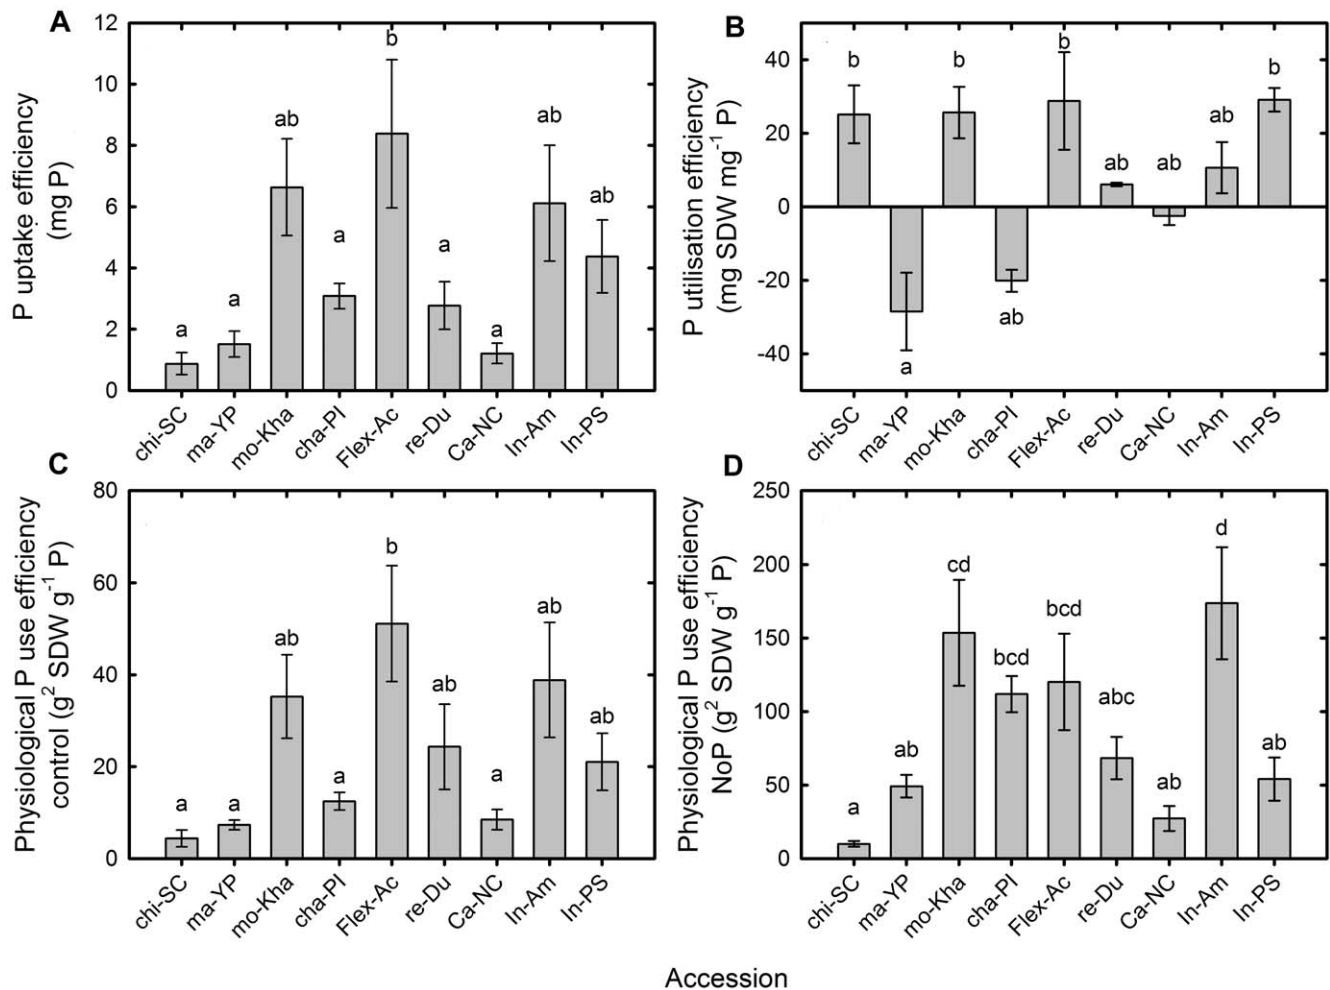 A
P uptake efficiency
(mg P)
12
10
8
6
4
2
0
a
a
ab
a
b
a
a
ab
ab
chi-SC
ma-YP
mo-Kha
cha-PI
Flex-Ac
re-Du
Ca-NC
In-Am
In-PS
B
P utilisation efficiency
(mg SDW mg⁻¹ P)
40
20
0
-20
-40
b
a
b
ab
b
ab
ab
ab
b
chi-SC
ma-YP
mo-Kha
cha-PI
Flex-Ac
re-Du
Ca-NC
In-Am
In-PS
C
Physiological P use efficiency
control (g² SDW g⁻¹ P)
80
60
40
20
0
a
a
ab
a
b
ab
a
ab
ab
chi-SC
ma-YP
mo-Kha
cha-PI
Flex-Ac
re-Du
Ca-NC
In-Am
In-PS
D
Physiological P use efficiency
NoP (g² SDW g⁻¹ P)
250
200
150
100
50
0
a
ab
cd
bcd
bcd
abc
ab
d
ab
chi-SC
ma-YP
mo-Kha
cha-PI
Flex-Ac
re-Du
Ca-NC
In-Am
In-PS
Accession